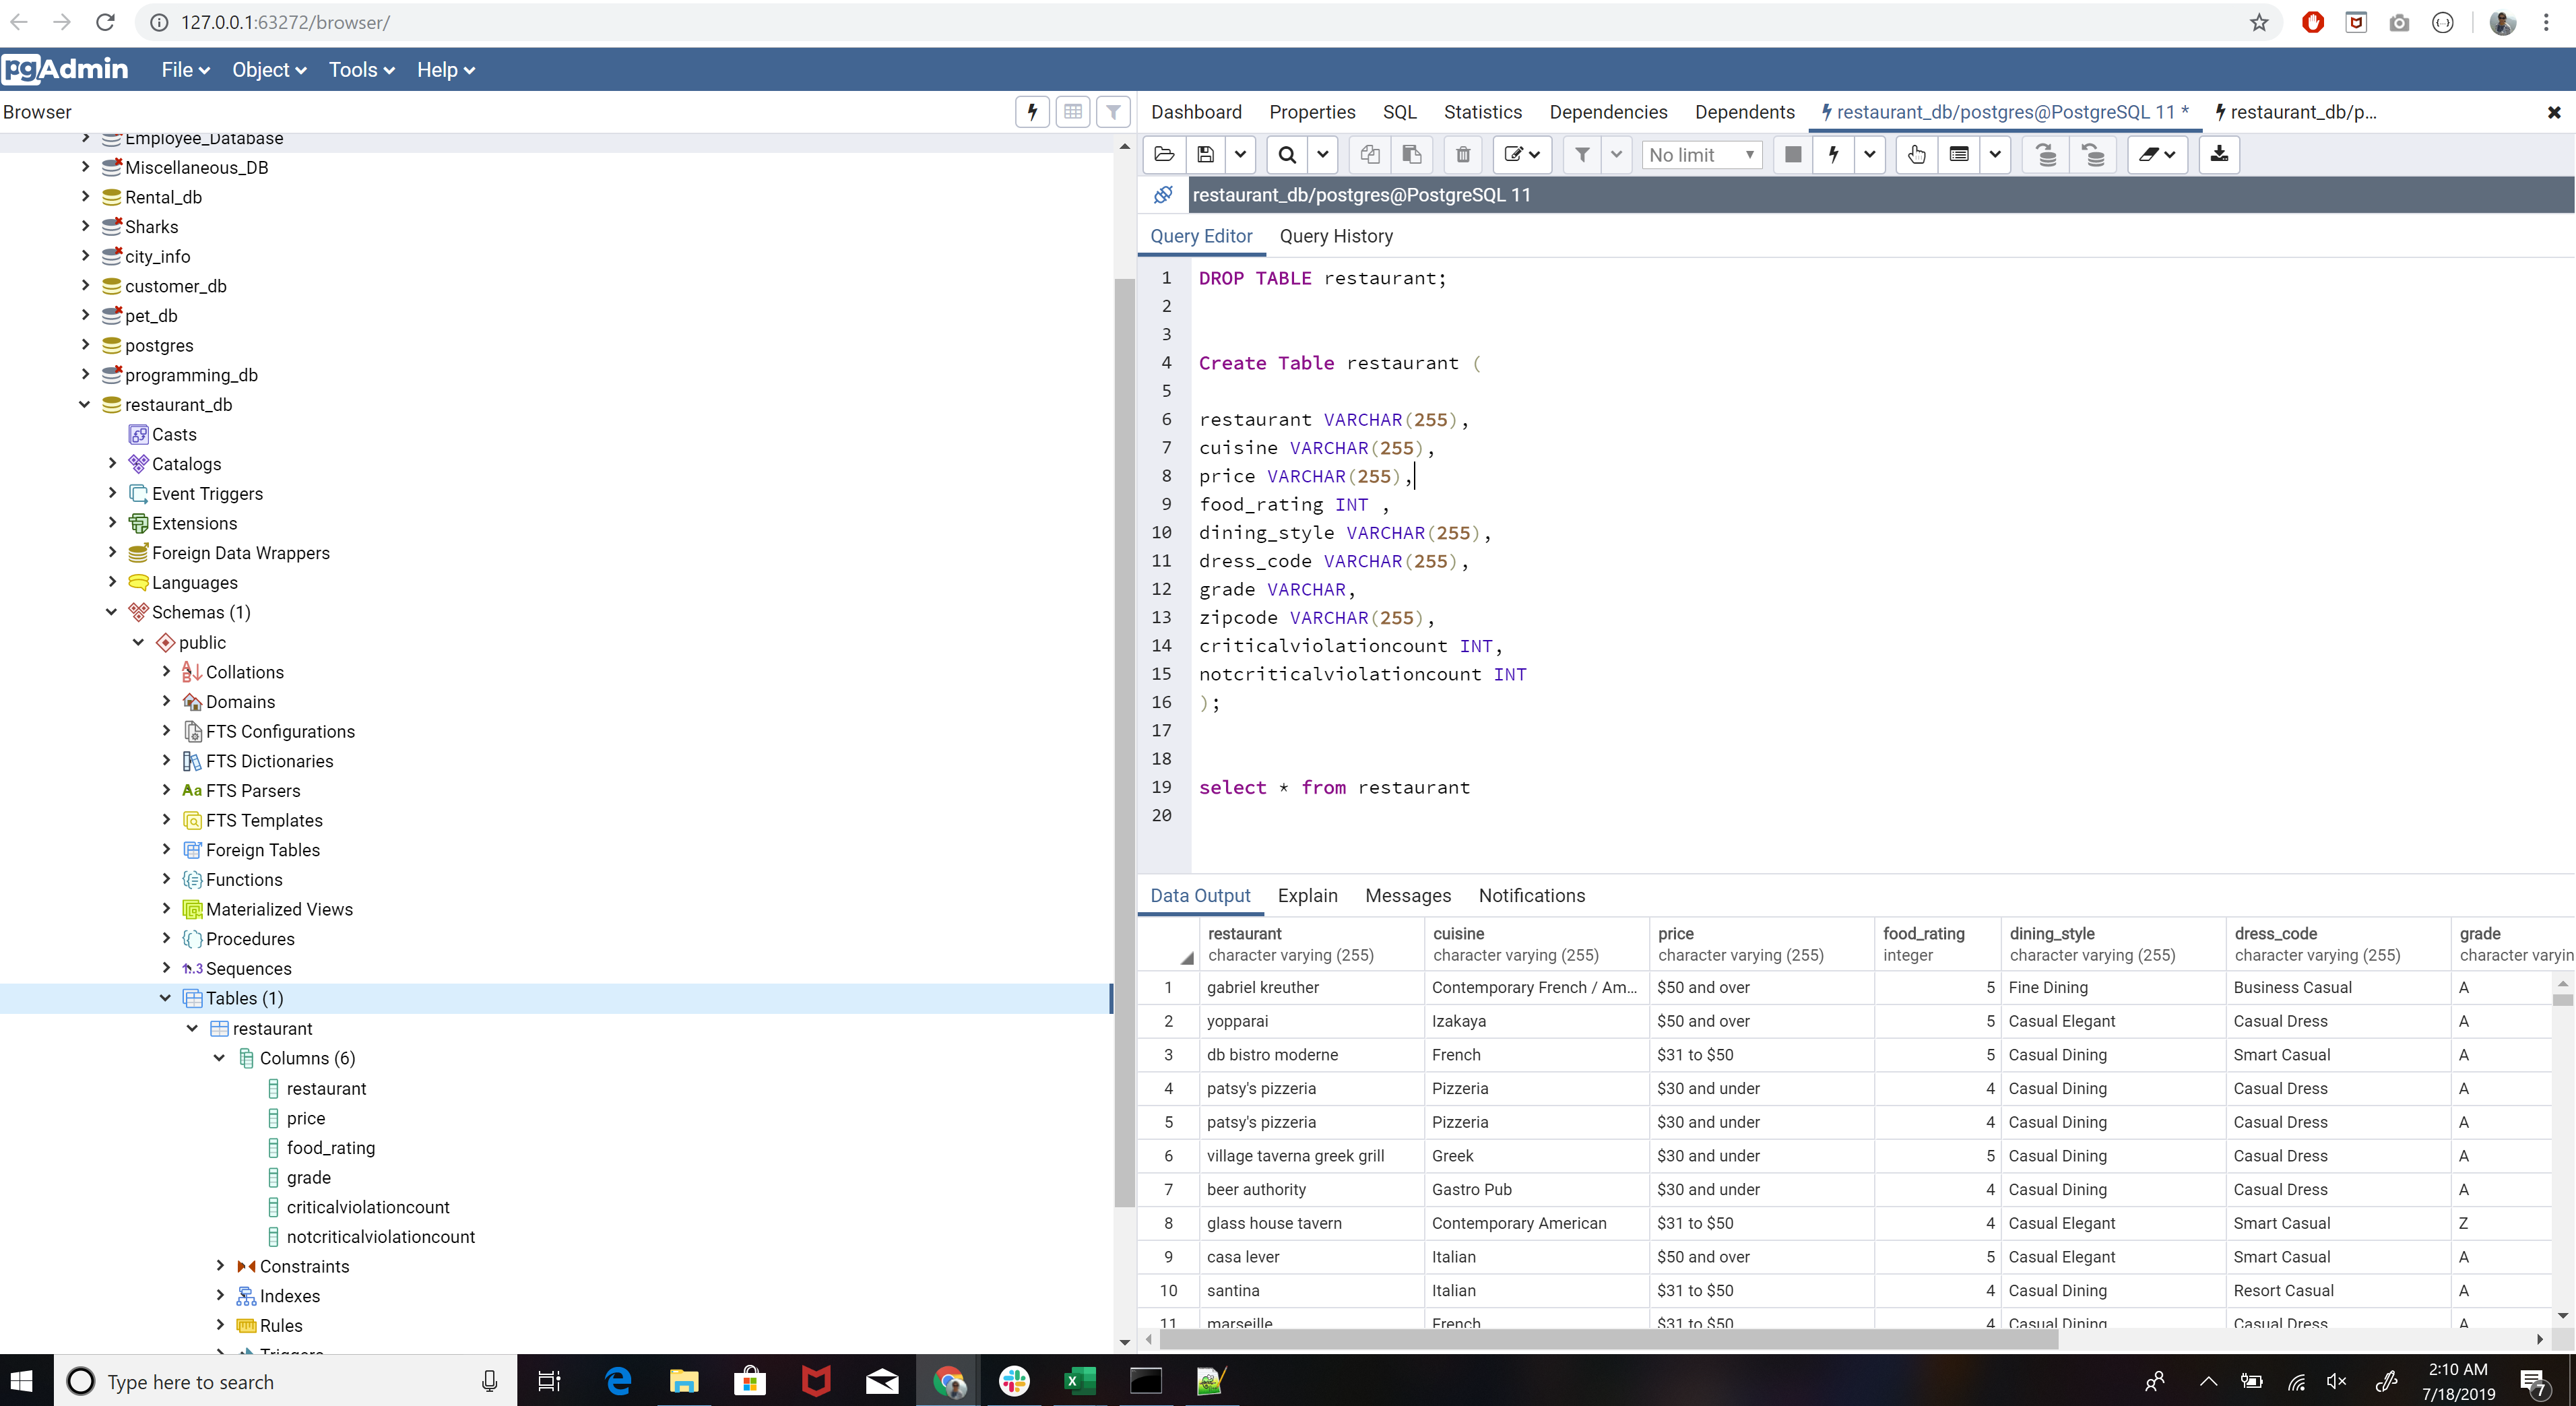 127.0.0.1:63272/browser/
pgAdmin File Object Tools Help
Browser
Dashboard Properties SQL Statistics Dependencies Dependents restaurant_db/postgres@PostgreSQL 11 * restaurant_db/p...
No limit
restaurant_db/postgres@PostgreSQL 11
Query Editor Query History
Employee_Database
Miscellaneous_DB
Rental_db
Sharks
city_info
customer_db
pet_db
postgres
programming_db
restaurant_db
Casts
Catalogs
Event Triggers
Extensions
Foreign Data Wrappers
Languages
Schemas (1)
public
Collations
Domains
FTS Configurations
FTS Dictionaries
Aa FTS Parsers
FTS Templates
Foreign Tables
Functions
Materialized Views
Procedures
1..3 Sequences
Tables (1)
restaurant
Columns (6)
restaurant
price
food_rating
grade
criticalviolationcount
notcriticalviolationcount
Constraints
Indexes
Rules
Triggers
1 DROP TABLE restaurant;
2
3
4 Create Table restaurant (
5
6 restaurant VARCHAR(255),
7 cuisine VARCHAR(255),
8 price VARCHAR(255),
9 food_rating INT ,
10 dining_style VARCHAR(255),
11 dress_code VARCHAR(255),
12 grade VARCHAR,
13 zipcode VARCHAR(255),
14 criticalviolationcount INT,
15 notcriticalviolationcount INT
16 );
17
18
19 select * from restaurant
20
Data Output Explain Messages Notifications
restaurant cuisine price food_rating dining_style dress_code grade
character varying (255) character varying (255) character varying (255) integer character varying (255) character varying (255) character varyin
1 gabriel kreuther Contemporary French / Am... $50 and over 5 Fine Dining Business Casual A
2 yopparai Izakaya $50 and over 5 Casual Elegant Casual Dress A
3 db bistro moderne French $31 to $50 5 Casual Dining Smart Casual A
4 patsy's pizzeria Pizzeria $30 and under 4 Casual Dining Casual Dress A
5 patsy's pizzeria Pizzeria $30 and under 4 Casual Dining Casual Dress A
6 village taverna greek grill Greek $30 and under 5 Casual Dining Casual Dress A
7 beer authority Gastro Pub $30 and under 4 Casual Dining Casual Dress A
8 glass house tavern Contemporary American $31 to $50 4 Casual Elegant Smart Casual Z
9 casa lever Italian $50 and over 5 Casual Elegant Smart Casual A
10 santina Italian $31 to $50 4 Casual Dining Resort Casual A
11 marseille French $31 to $50 4 Casual Dining Casual Dress A
Type here to search
2:10 AM
7/18/2019
7